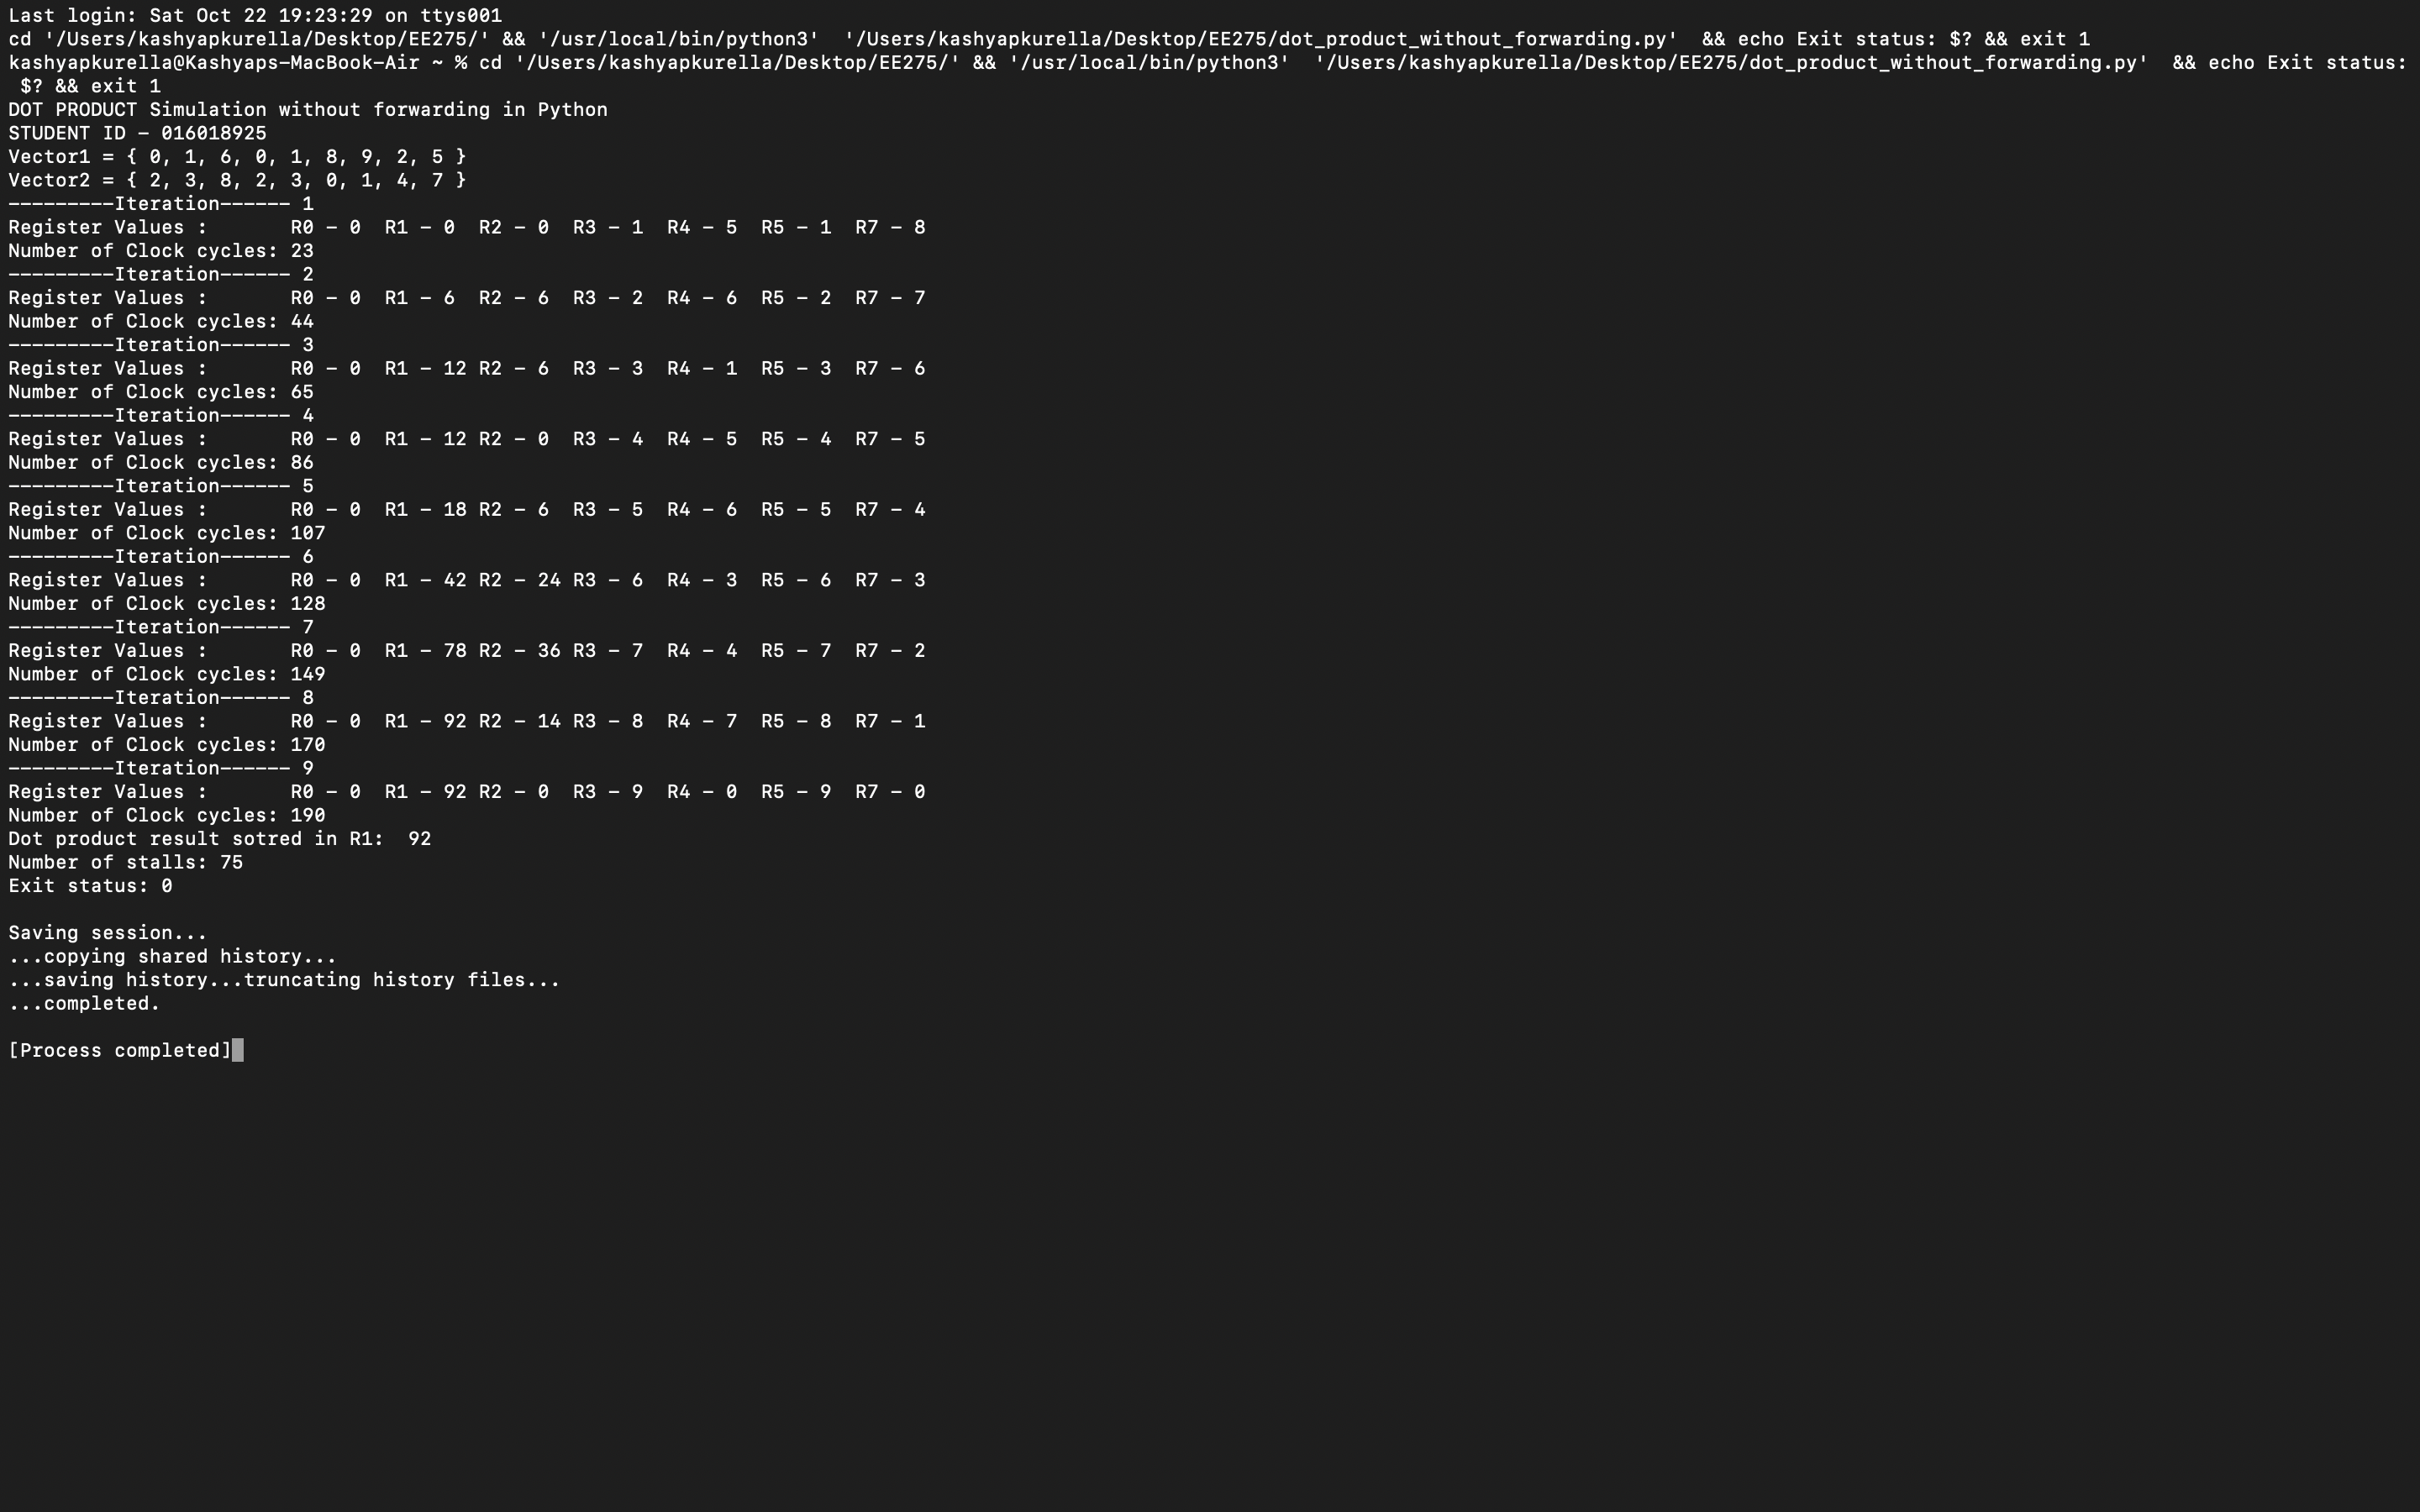 Last login: Sat Oct 22 19:23:29 on ttys001
cd '/Users/kashyapkurella/Desktop/EE275/' && '/usr/local/bin/python3'  '/Users/kashyapkurella/Desktop/EE275/dot_product_without_forwarding.py'  && echo Exit status: $? && exit 1
kashyapkurella@Kashyaps-MacBook-Air ~ % cd '/Users/kashyapkurella/Desktop/EE275/' && '/usr/local/bin/python3'  '/Users/kashyapkurella/Desktop/EE275/dot_product_without_forwarding.py'  && echo Exit status:
 $? && exit 1
DOT PRODUCT Simulation without forwarding in Python
STUDENT ID - 016018925
Vector1 = { 0, 1, 6, 0, 1, 8, 9, 2, 5 }
Vector2 = { 2, 3, 8, 2, 3, 0, 1, 4, 7 }
---------Iteration------ 1
Register Values :       R0 - 0  R1 - 0  R2 - 0  R3 - 1  R4 - 5  R5 - 1  R7 - 8
Number of Clock cycles: 23
---------Iteration------ 2
Register Values :       R0 - 0  R1 - 6  R2 - 6  R3 - 2  R4 - 6  R5 - 2  R7 - 7
Number of Clock cycles: 44
---------Iteration------ 3
Register Values :       R0 - 0  R1 - 12 R2 - 6  R3 - 3  R4 - 1  R5 - 3  R7 - 6
Number of Clock cycles: 65
---------Iteration------ 4
Register Values :       R0 - 0  R1 - 12 R2 - 0  R3 - 4  R4 - 5  R5 - 4  R7 - 5
Number of Clock cycles: 86
---------Iteration------ 5
Register Values :       R0 - 0  R1 - 18 R2 - 6  R3 - 5  R4 - 6  R5 - 5  R7 - 4
Number of Clock cycles: 107
---------Iteration------ 6
Register Values :       R0 - 0  R1 - 42 R2 - 24 R3 - 6  R4 - 3  R5 - 6  R7 - 3
Number of Clock cycles: 128
---------Iteration------ 7
Register Values :       R0 - 0  R1 - 78 R2 - 36 R3 - 7  R4 - 4  R5 - 7  R7 - 2
Number of Clock cycles: 149
---------Iteration------ 8
Register Values :       R0 - 0  R1 - 92 R2 - 14 R3 - 8  R4 - 7  R5 - 8  R7 - 1
Number of Clock cycles: 170
---------Iteration------ 9
Register Values :       R0 - 0  R1 - 92 R2 - 0  R3 - 9  R4 - 0  R5 - 9  R7 - 0
Number of Clock cycles: 190
Dot product result sotred in R1:  92
Number of stalls: 75
Exit status: 0
Saving session...
...copying shared history...
...saving history...truncating history files...
...completed.
[Process completed]